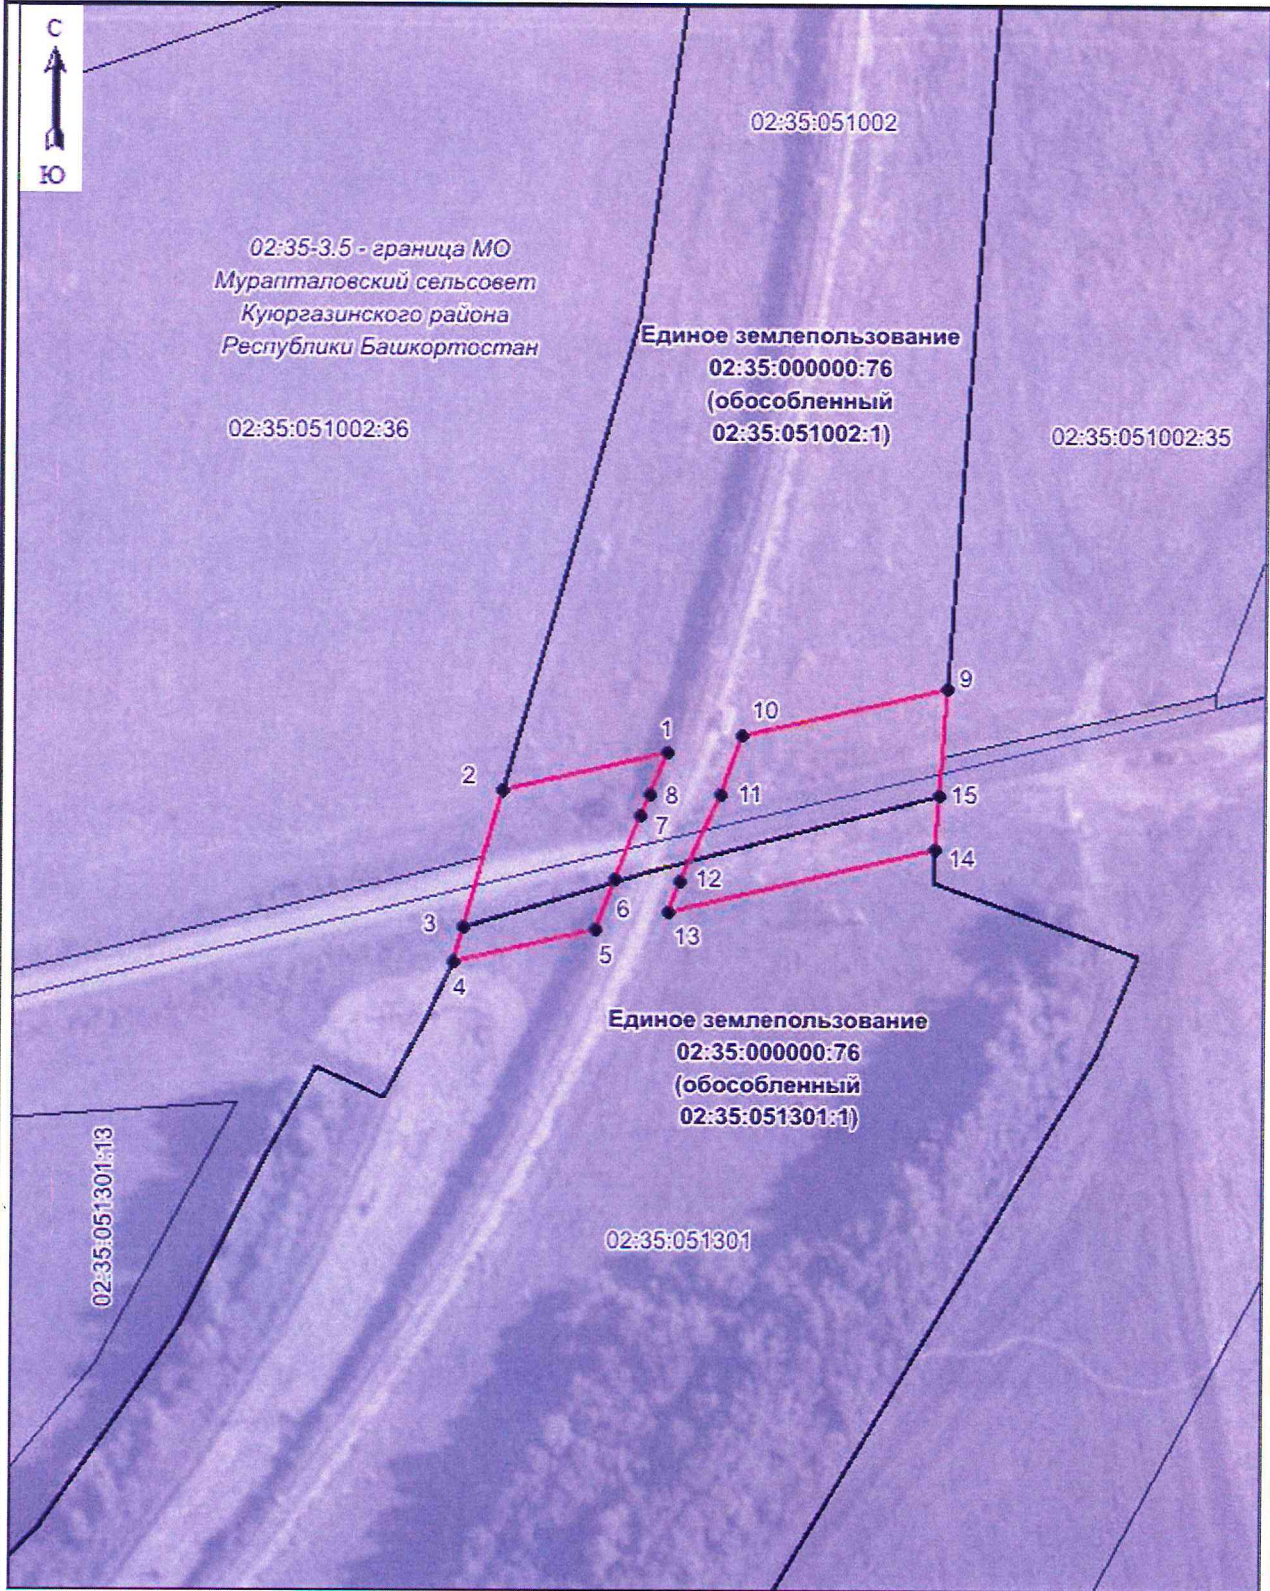 С
Ю
02:35:051002
02:35-3.5 - граница МО
Мурапталовский сельсовет
Куюргазинского района
Республики Башкортостан
Единое землепользование
02:35:000000:76
(обособленный
02:35:051002:1)
02:35:051002:36
02:35:051002:35
9
10
1
2
8
11
15
7
14
12
3
6
13
5
4
Единое землепользование
02:35:000000:76
(обособленный
02:35:051301:1)
02:35:051301:13
02:35:051301